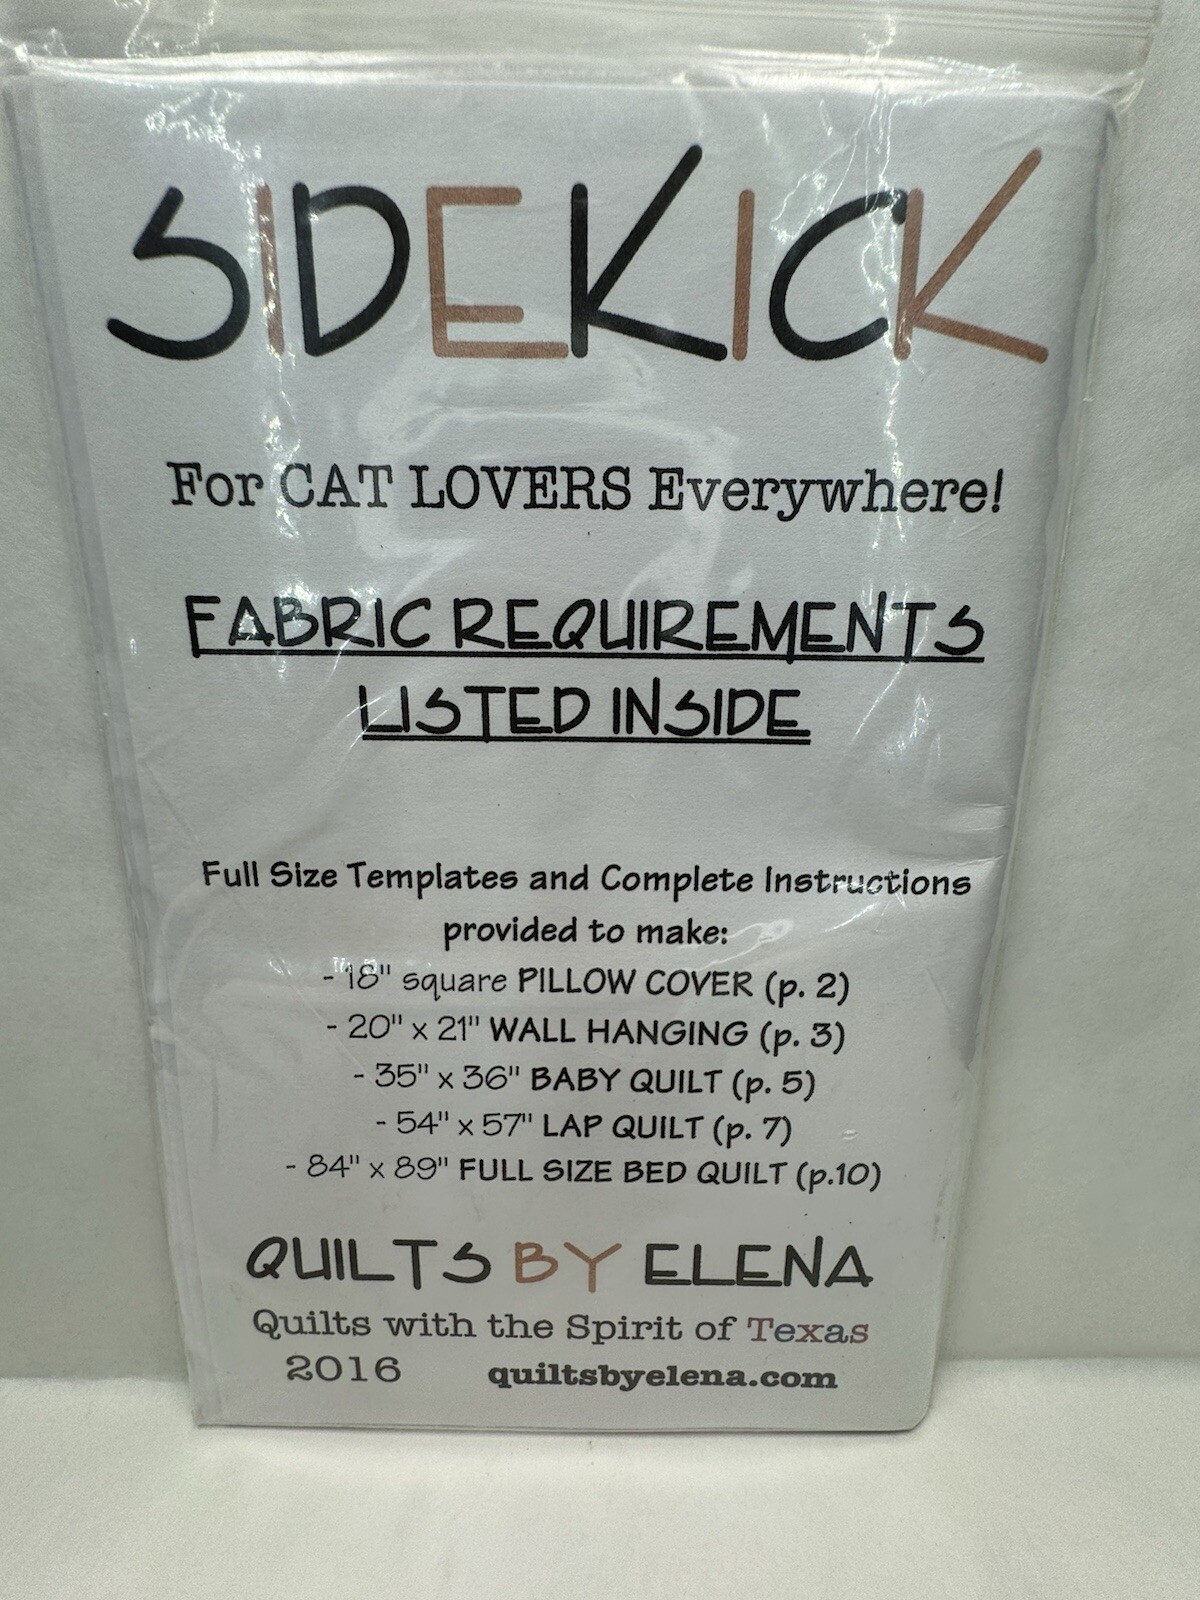 SIDEKICK
For CAT LOVERS Everywhere!
FABRIC REQUIREMENTS
LISTED INSIDE
Full Size Templates and Complete Instructions
provided to make:
- 18" square PILLOW COVER (p. 2)
- 20" x 21" WALL HANGING (p. 3)
- 35" x 36" BABY QUILT (p. 5)
- 54" x 57" LAP QUILT (p. 7)
- 84" x 89" FULL SIZE BED QUILT (p.10)
QUILTS BY ELENA
Quilts with the Spirit of Texas
2016 quiltsbyelena.com